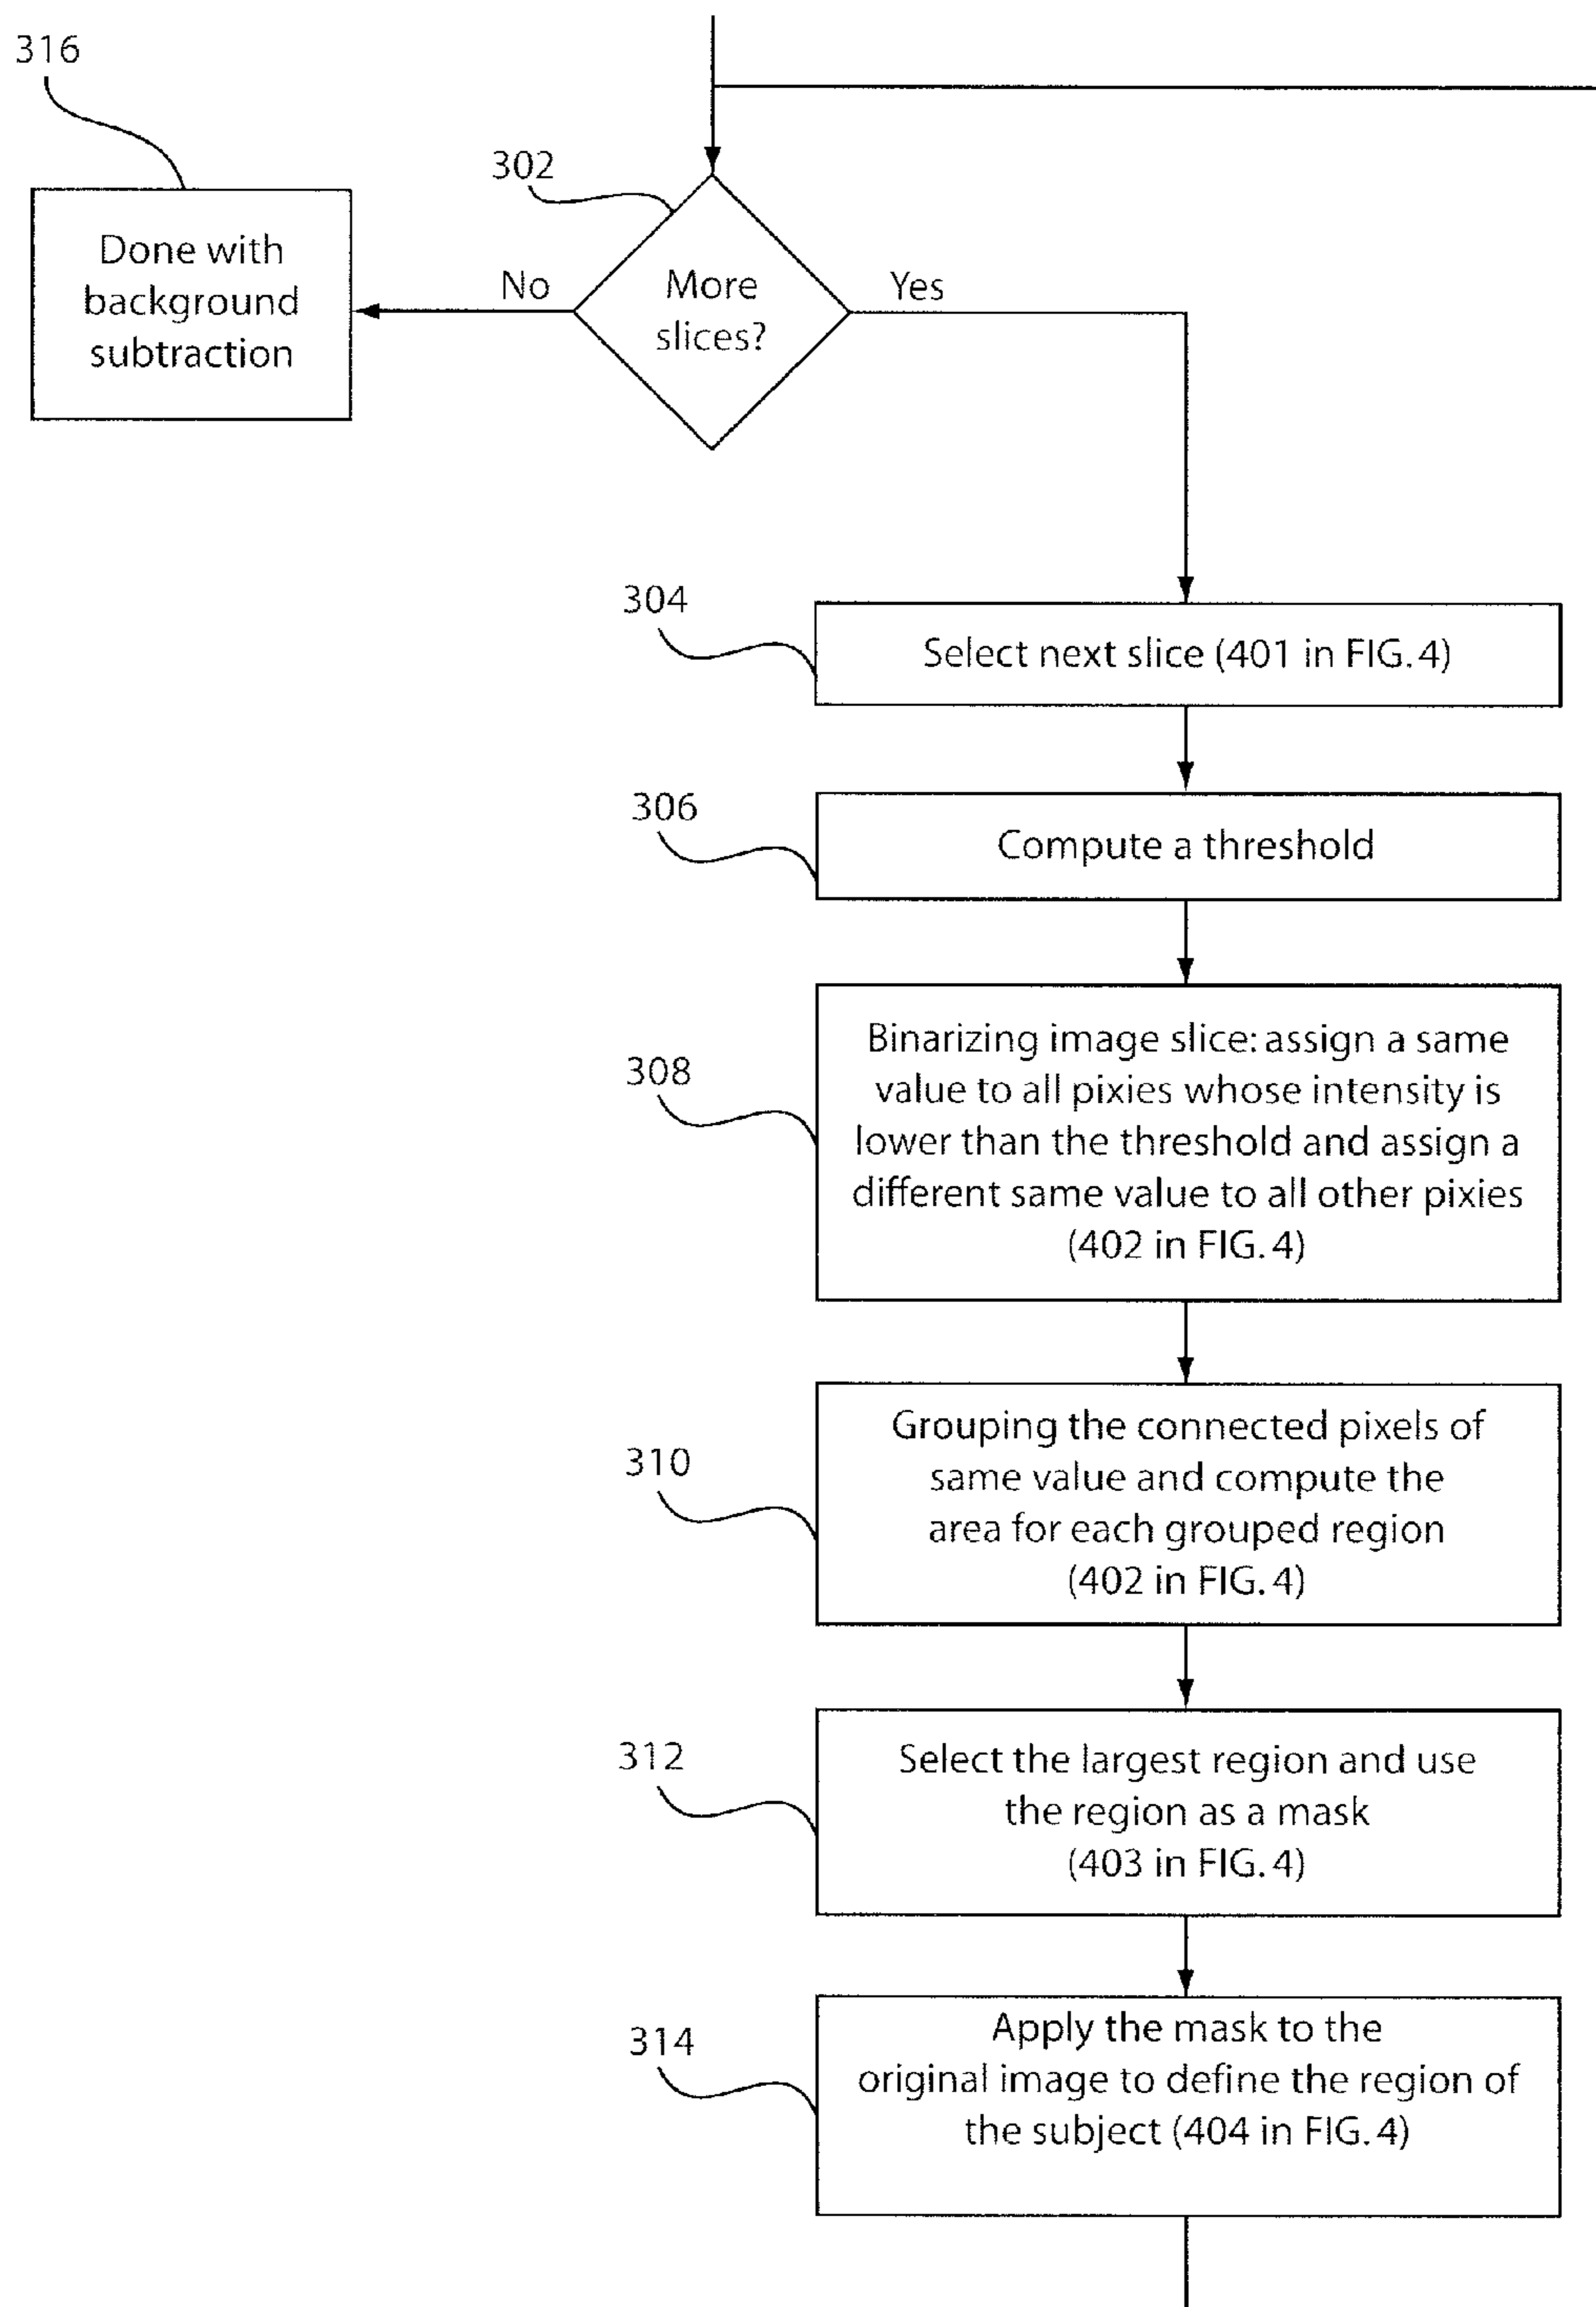 316
302
Done with
background
subtraction
No
More
slices?
Yes
304
Select next slice (401 in FIG. 4)
306
Compute a threshold
308
Binarizing image slice: assign a same
value to all pixies whose intensity is
lower than the threshold and assign a
different same value to all other pixies
(402 in FIG. 4)
310
Grouping the connected pixels of
same value and compute the
area for each grouped region
(402 in FIG. 4)
312
Select the largest region and use
the region as a mask
(403 in FIG. 4)
314
Apply the mask to the
original image to define the region of
the subject (404 in FIG. 4)